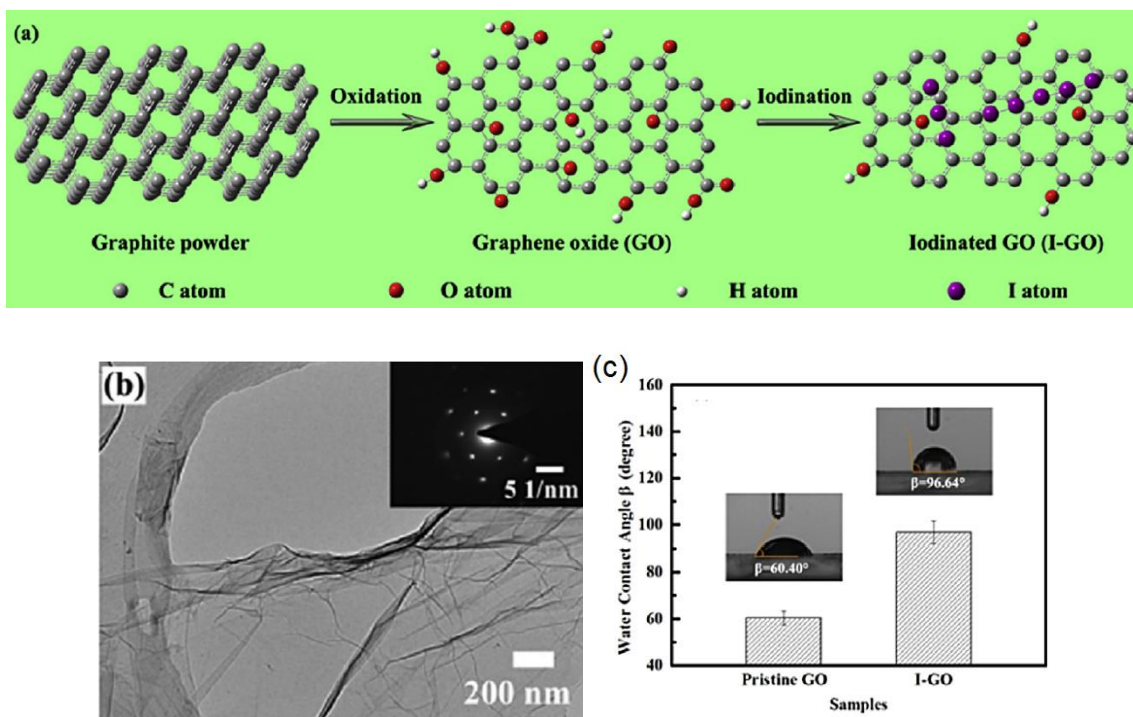 (a)
Oxidation
Iodination
Graphite powder
Graphene oxide (GO)
Iodinated GO (I-GO)
C atom
O atom
H atom
I atom
(b)
5 1/nm
200 nm
(c)
Water Contact Angle β (degree)
160
140
120
100
80
60
40
β=96.64°
β=60.40°
Pristine GO
I-GO
Samples